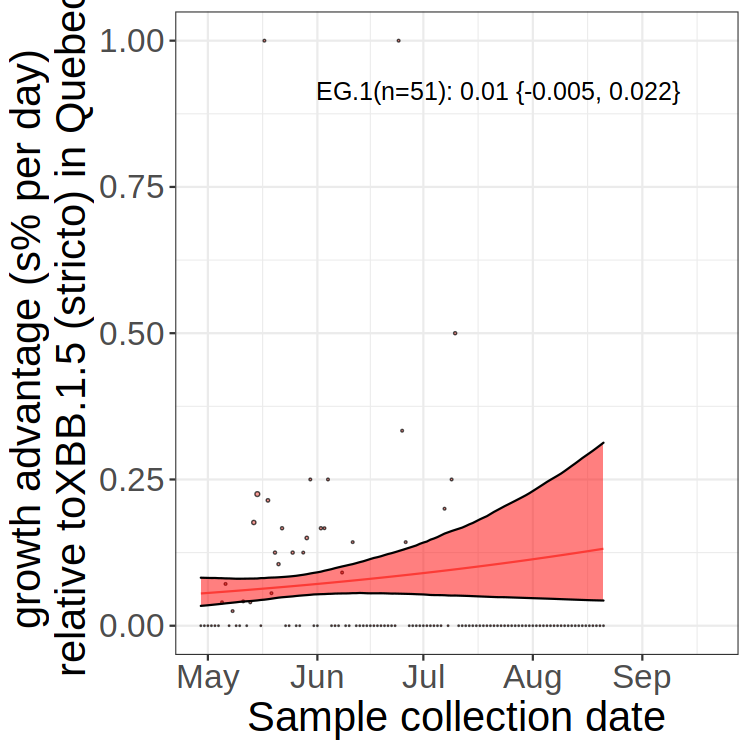 growth advantage (s% per day)
relative toXBB.1.5 (stricto) in Quebec
1.00
0.75
0.50
0.25
0.00
EG.1(n=51): 0.01 {-0.005, 0.022}
May Jun Jul Aug Sep
Sample collection date